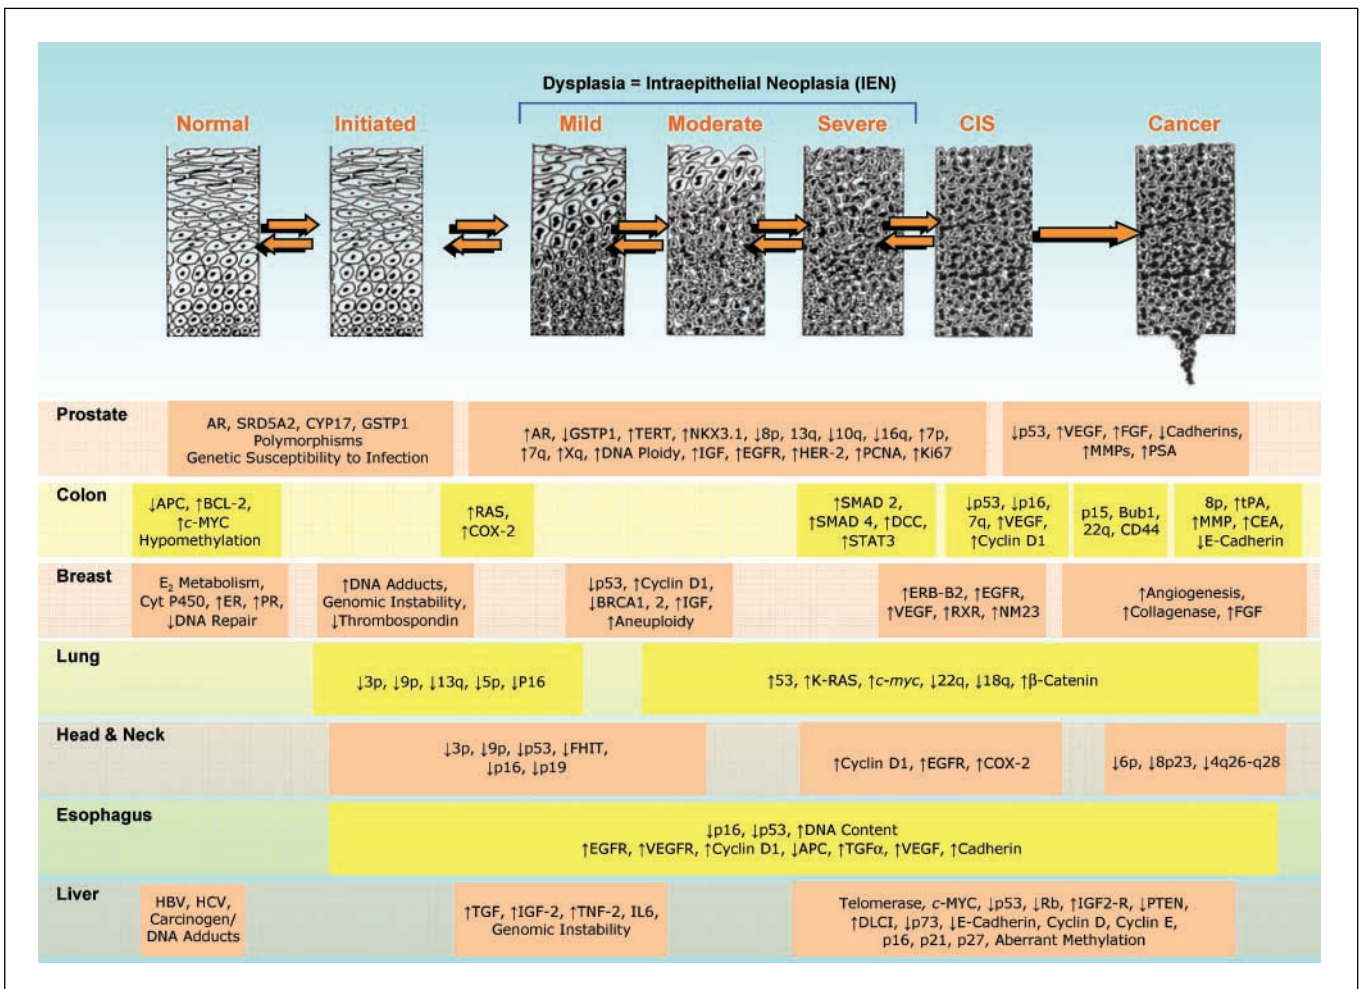 Dysplasia = Intraepithelial Neoplasia (IEN)
Normal
Initiated
Mild
Moderate
Severe
CIS
Cancer
Prostate
AR, SRD5A2, CYP17, GSTP1
Polymorphisms
Genetic Susceptibility to Infection
↑AR, ↓GSTP1, ↑TERT, ↑NKX3.1, ↓8p, 13q, ↓10q, ↓16q, ↑7p,
↑7q, ↑Xq, ↑DNA Ploidy, ↑IGF, ↑EGFR, ↑HER-2, ↑PCNA, ↑Ki67
↓p53, ↑VEGF, ↑FGF, ↓Cadherins,
↑MMPs, ↑PSA
Colon
↓APC, ↑BCL-2,
↑c-MYC
Hypomethylation
↑RAS,
↑COX-2
↑SMAD 2,
↑SMAD 4, ↑DCC,
↑STAT3
↓p53, ↓p16,
7q, ↑VEGF,
↑Cyclin D1
p15, Bub1,
22q, CD44
8p, ↑tPA,
↑MMP, ↑CEA,
↓E-Cadherin
Breast
E₂ Metabolism,
Cyt P450, ↑ER, ↑PR,
↓DNA Repair
↑DNA Adducts,
Genomic Instability,
↓Thrombospondin
↓p53, ↑Cyclin D1,
↓BRCA1, 2, ↑IGF,
↑Aneuploidy
↑ERB-B2, ↑EGFR,
↑VEGF, ↑RXR, ↑NM23
↑Angiogenesis,
↑Collagenase, ↑FGF
Lung
↓3p, ↓9p, ↓13q, ↓5p, ↓P16
↑53, ↑K-RAS, ↑c-myc, ↓22q, ↓18q, ↑β-Catenin
Head & Neck
↓3p, ↓9p, ↓p53, ↓FHIT,
↓p16, ↓p19
↑Cyclin D1, ↑EGFR, ↑COX-2
↓6p, ↓8p23, ↓4q26-q28
Esophagus
↓p16, ↓p53, ↑DNA Content
↑EGFR, ↑VEGFR, ↑Cyclin D1, ↓APC, ↑TGFα, ↑VEGF, ↑Cadherin
Liver
HBV, HCV,
Carcinogen/
DNA Adducts
↑TGF, ↑IGF-2, ↑TNF-2, IL6,
Genomic Instability
Telomerase, c-MYC, ↓p53, ↓Rb, ↑IGF2-R, ↓PTEN,
↑DLCI, ↓p73, ↓E-Cadherin, Cyclin D, Cyclin E,
p16, p21, p27, Aberrant Methylation